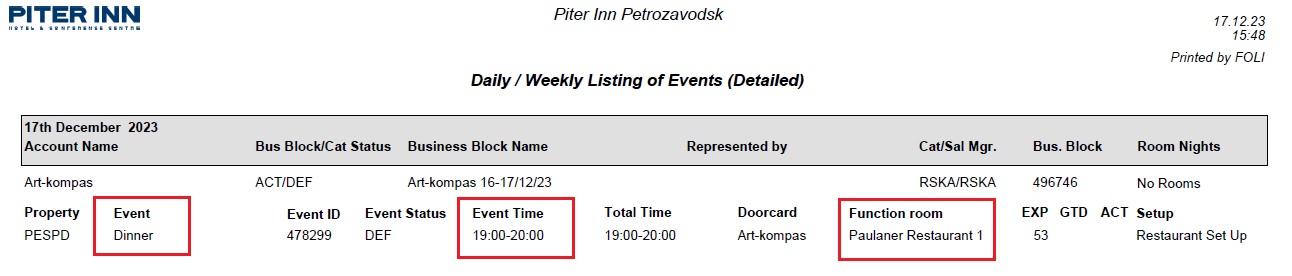 PITER INN
HOTEL & CONFERENCE CENTRE
Piter Inn Petrozavodsk
17.12.23
15:48
Printed by FOLI
Daily / Weekly Listing of Events (Detailed)
17th December 2023
Account Name Bus Block/Cat Status Business Block Name Represented by Cat/Sal Mgr. Bus. Block Room Nights
Art-kompas ACT/DEF Art-kompas 16-17/12/23 RSKA/RSKA 496746 No Rooms
Property Event Event ID Event Status Event Time Total Time Doorcard Function room EXP GTD ACT Setup
PESPD Dinner 478299 DEF 19:00-20:00 19:00-20:00 Art-kompas Paulaner Restaurant 1 53 Restaurant Set Up